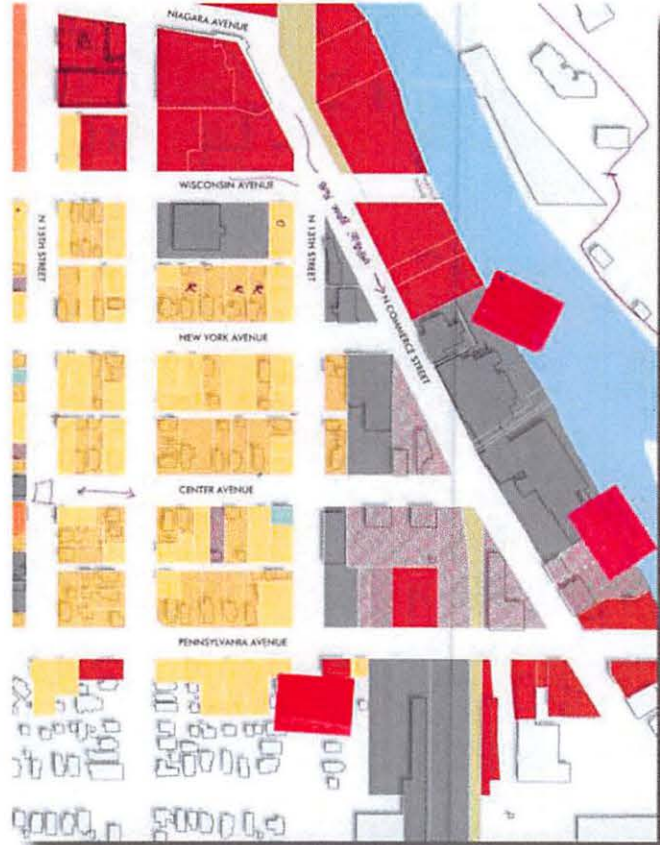 NIAGARA AVENUE
WISCONSIN AVENUE
N 15TH STREET
N 13TH STREET
N COMMERCE STREET
NEW YORK AVENUE
CENTER AVENUE
PENNSYLVANIA AVENUE